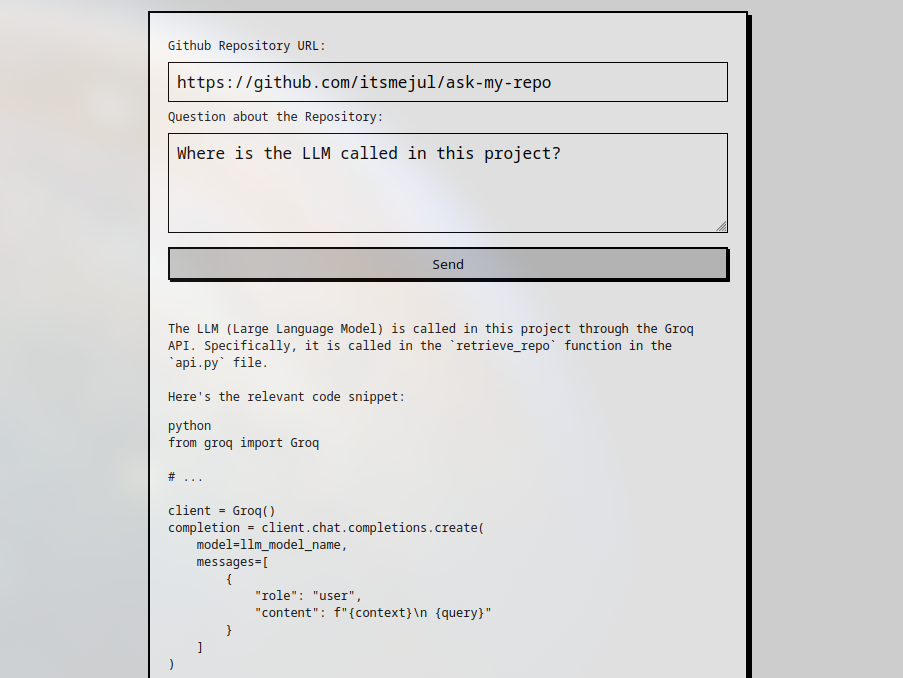 Github Repository URL:
https://github.com/itsmejul/ask-my-repo
Question about the Repository:
Where is the LLM called in this project?
Send
The LLM (Large Language Model) is called in this project through the Groq
API. Specifically, it is called in the `retrieve_repo` function in the
`api.py` file.
Here's the relevant code snippet:
python
from groq import Groq
# ...
client = Groq()
completion = client.chat.completions.create(
    model=llm_model_name,
    messages=[
        {
            "role": "user",
            "content": f"{context}\n {query}"
        }
    ]
)